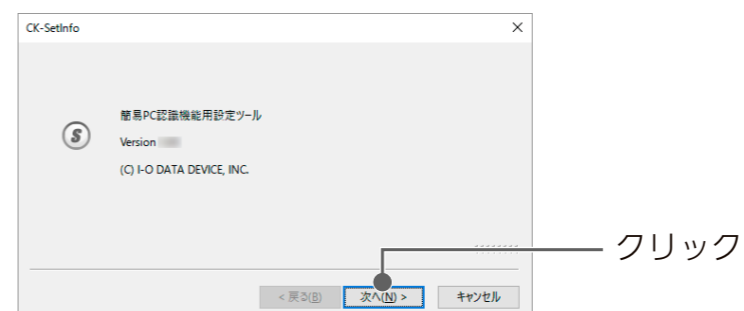 CK-SetInfo
簡易PC認識機能用設定ツール
Version
(C) I-O DATA DEVICE, INC.
クリック
< 戻る(B) 次へ(N) > キャンセル